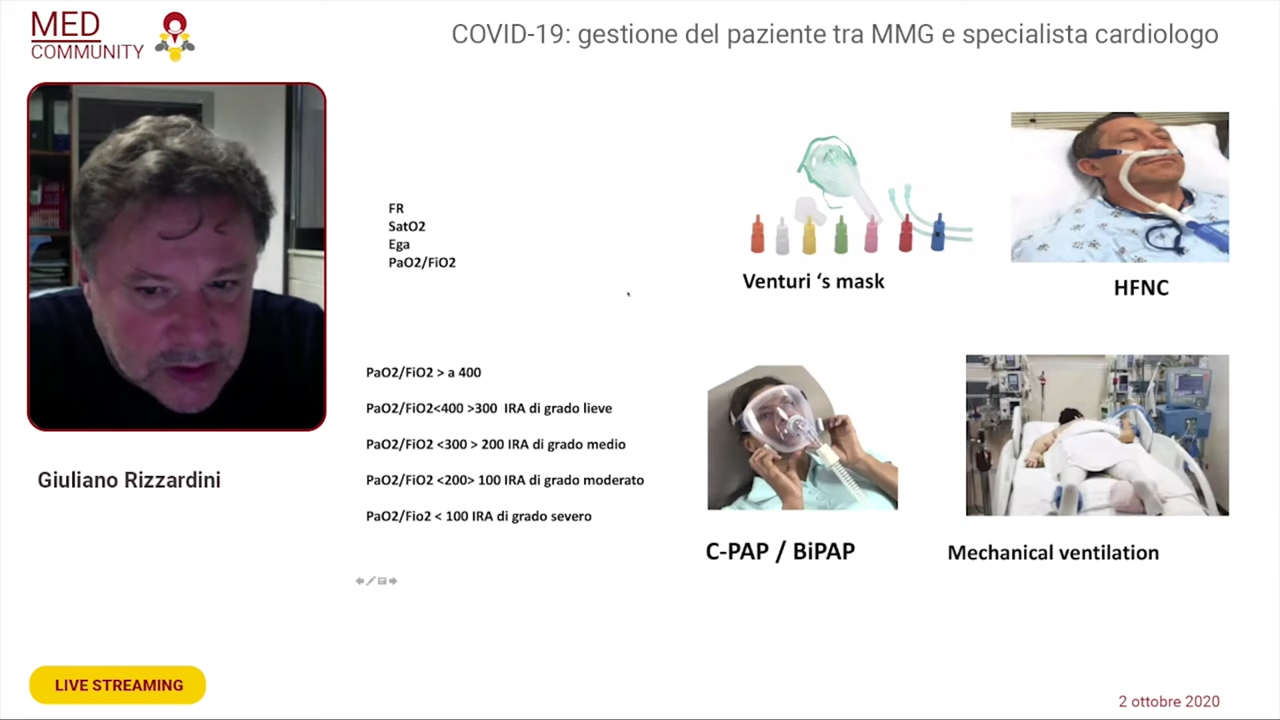 MED
COMMUNITY
COVID-19: gestione del paziente tra MMG e specialista cardiologo
FR
SatO2
Ega
PaO2/FiO2
Venturi ‘s mask
HFNC
PaO2/FiO2 > a 400
PaO2/FiO2<400 >300 IRA di grado lieve
PaO2/FiO2 <300 > 200 IRA di grado medio
PaO2/FiO2 <200> 100 IRA di grado moderato
PaO2/Fio2 < 100 IRA di grado severo
C-PAP / BiPAP
Mechanical ventilation
Giuliano Rizzardini
LIVE STREAMING
2 ottobre 2020